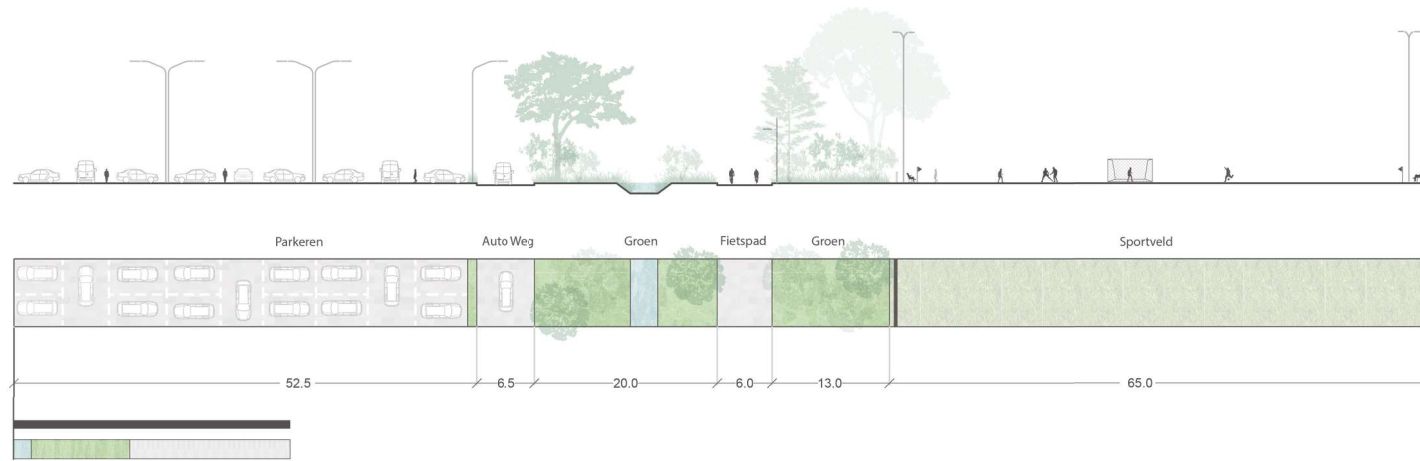 Parkeren
Auto Weg
Groen
Fietspad
Groen
Sportveld
52.5
6.5
20.0
6.0
13.0
65.0